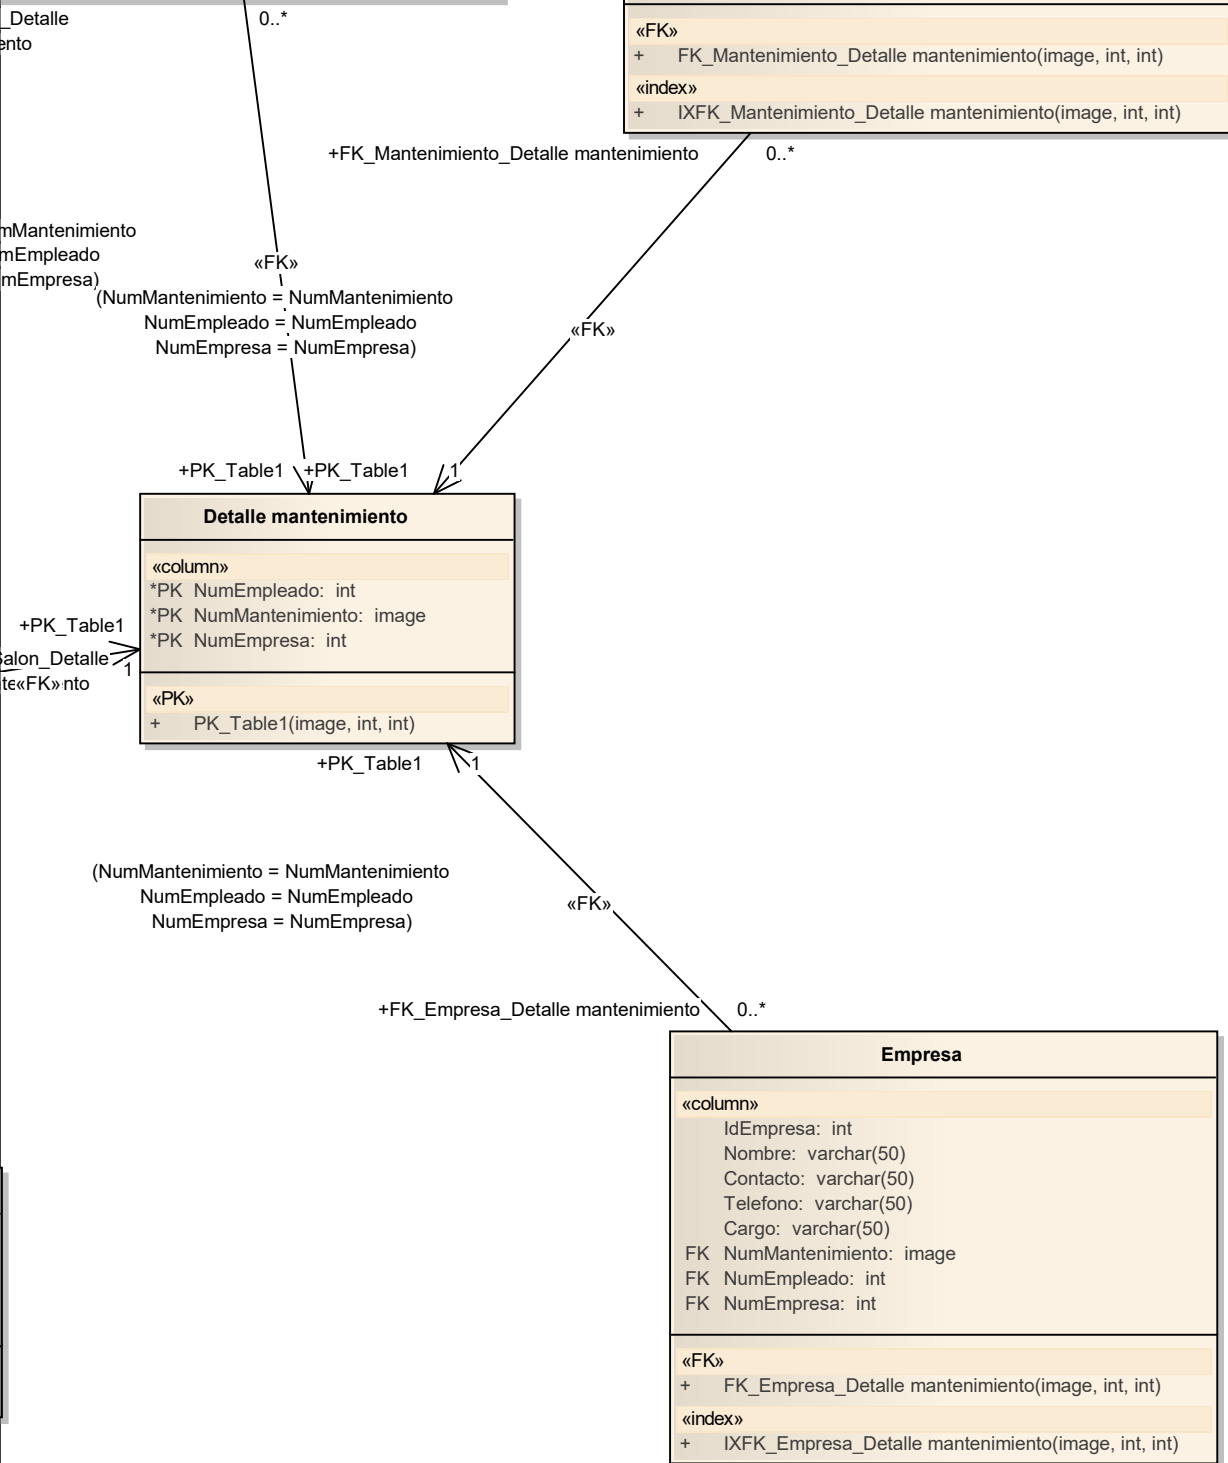 _Detalle
0..*
«FK»
+ FK_Mantenimiento_Detalle mantenimiento(image, int, int)
«index»
+ IXFK_Mantenimiento_Detalle mantenimiento(image, int, int)
+FK_Mantenimiento_Detalle mantenimiento
0..*
mMantenimiento
mEmpleado
mEmpresa)
«FK»
(NumMantenimiento = NumMantenimiento
NumEmpleado = NumEmpleado
NumEmpresa = NumEmpresa)
«FK»
+PK_Table1
+PK_Table1
1
Detalle mantenimiento
«column»
*PK NumEmpleado: int
*PK NumMantenimiento: image
*PK NumEmpresa: int
«PK»
+ PK_Table1(image, int, int)
+PK_Table1
Salon_Detalle
1
«FK» nto
+PK_Table1
1
(NumMantenimiento = NumMantenimiento
NumEmpleado = NumEmpleado
NumEmpresa = NumEmpresa)
«FK»
+FK_Empresa_Detalle mantenimiento
0..*
Empresa
«column»
IdEmpresa: int
Nombre: varchar(50)
Contacto: varchar(50)
Telefono: varchar(50)
Cargo: varchar(50)
FK NumMantenimiento: image
FK NumEmpleado: int
FK NumEmpresa: int
«FK»
+ FK_Empresa_Detalle mantenimiento(image, int, int)
«index»
+ IXFK_Empresa_Detalle mantenimiento(image, int, int)